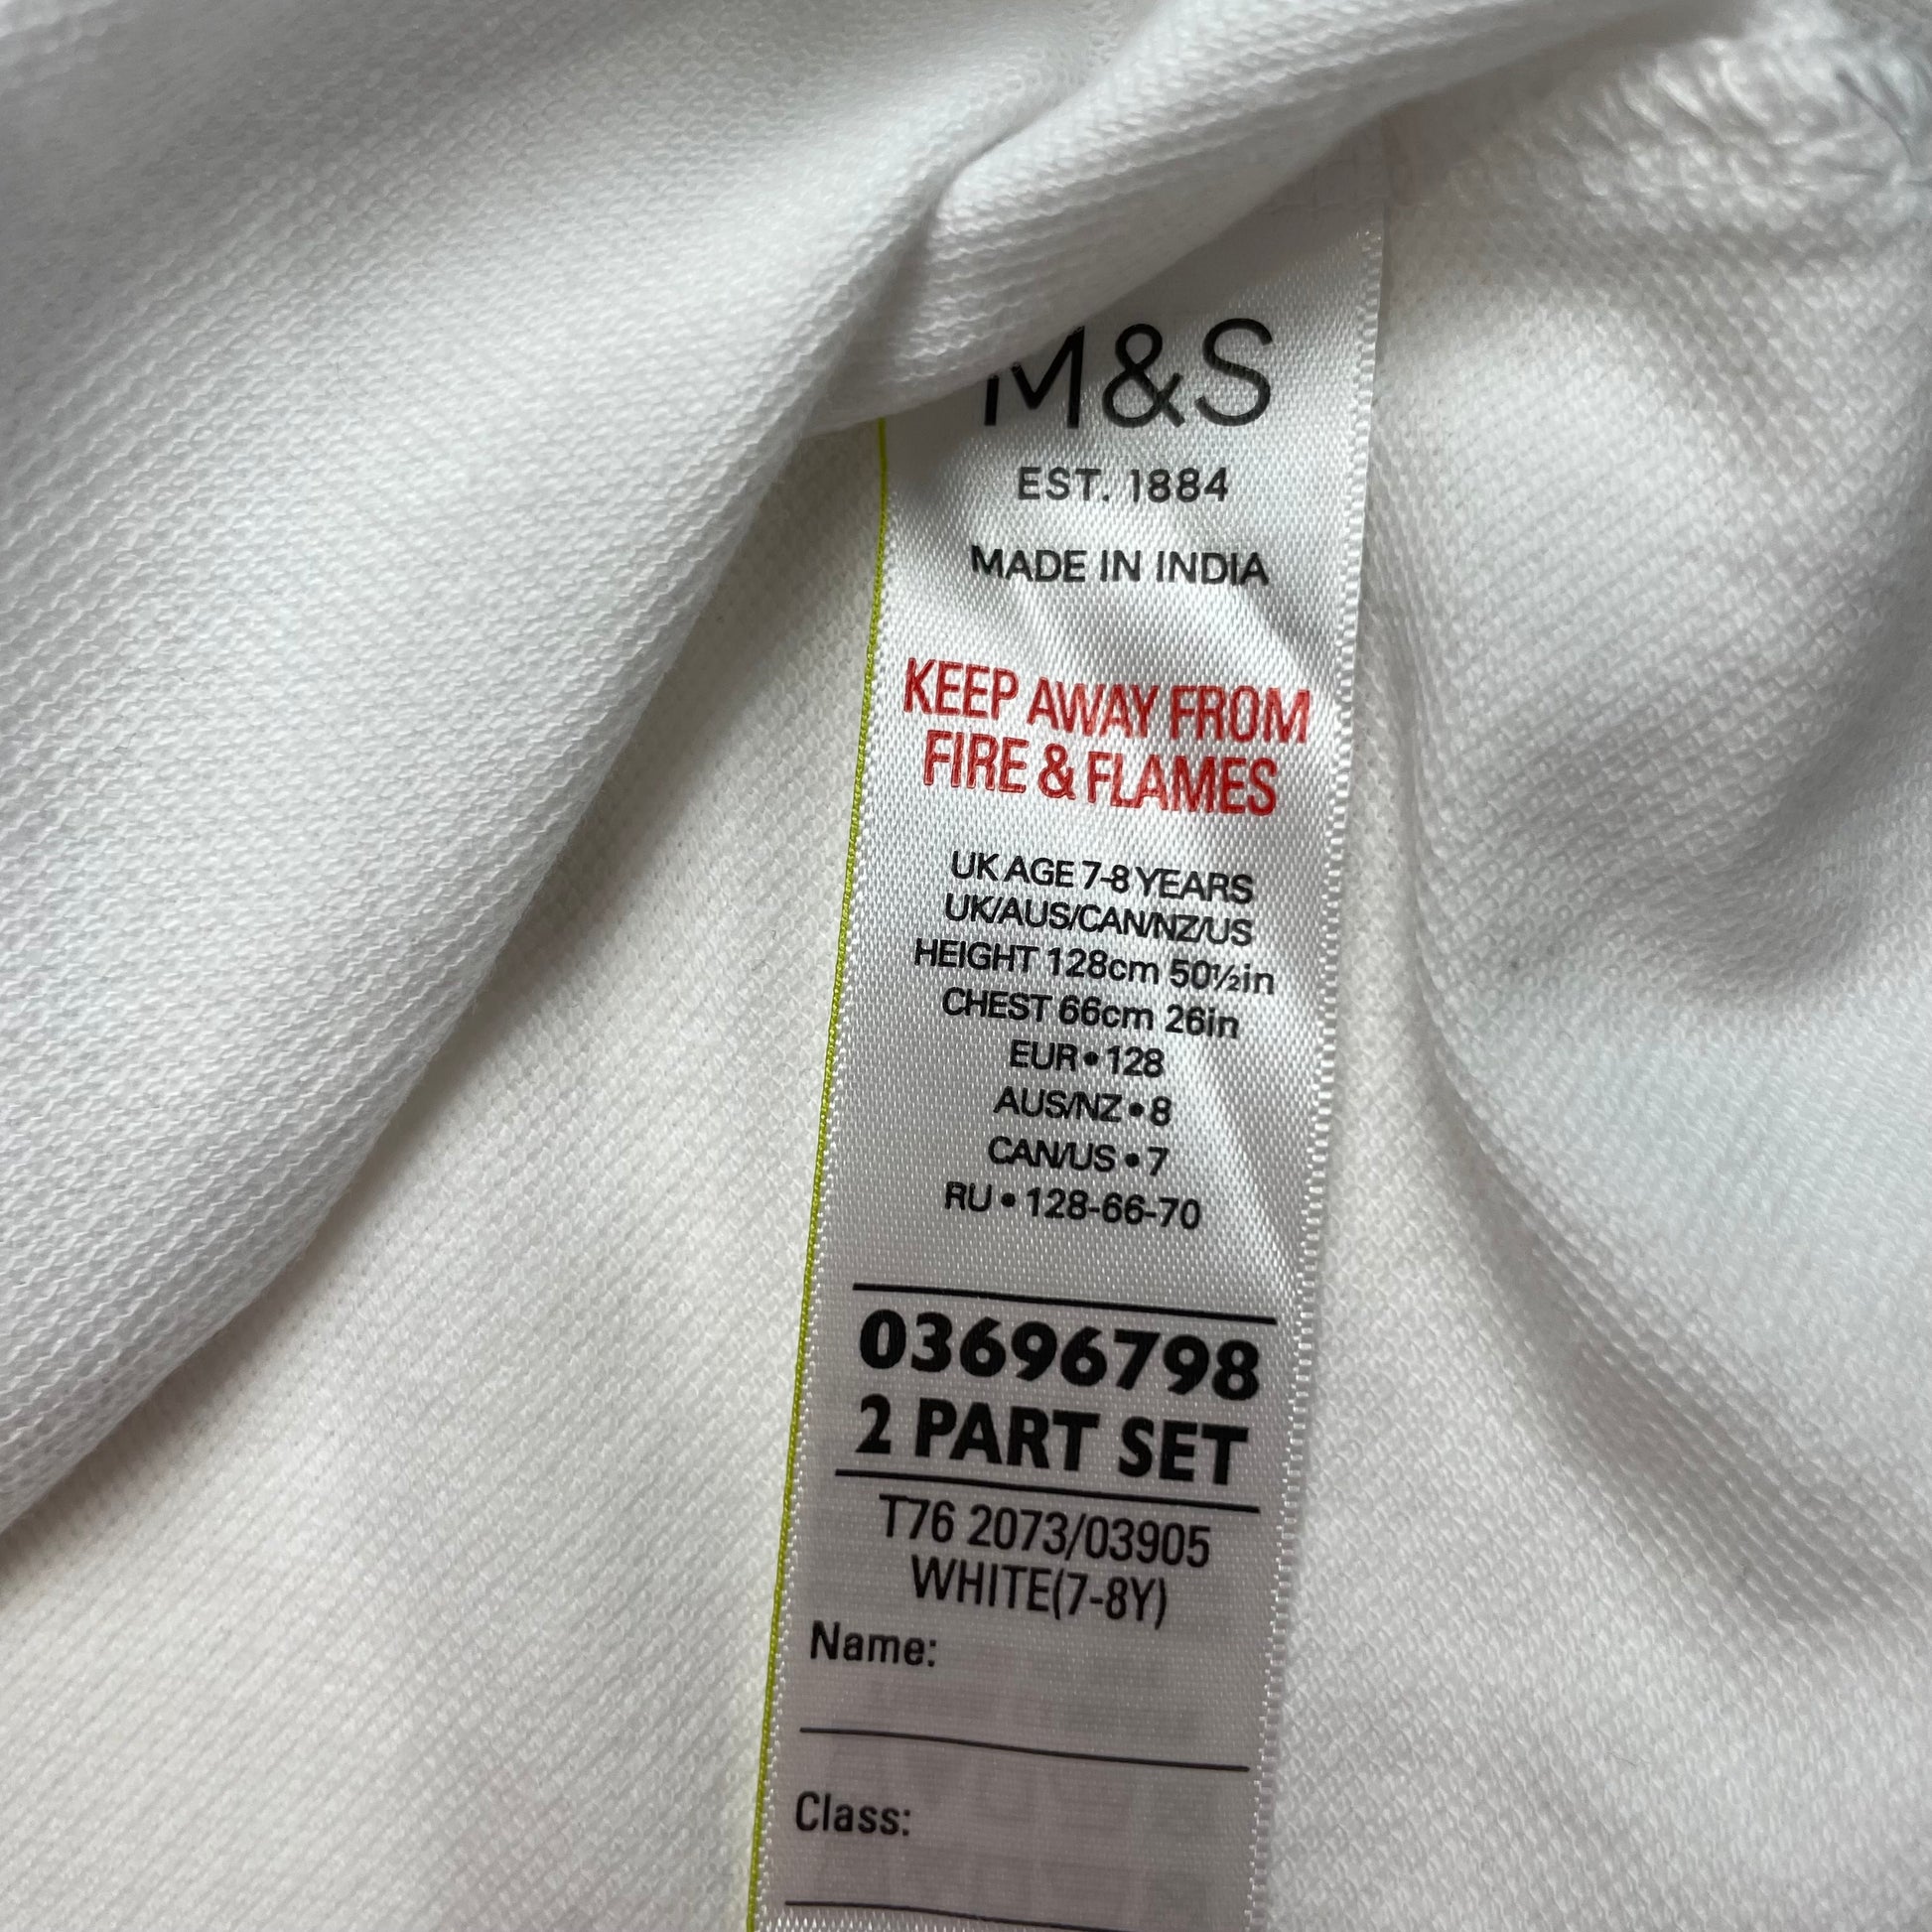 M&S
EST. 1884
MADE IN INDIA
KEEP AWAY FROM
FIRE & FLAMES
UK AGE 7-8 YEARS
UK/AUS/CAN/NZ/US
HEIGHT 128cm 50½in
CHEST 66cm 26in
EUR•128
AUS/NZ•8
CAN/US•7
RU•128-66-70
03696798
2 PART SET
T76 2073/03905
WHITE(7-8Y)
Name:
Class: